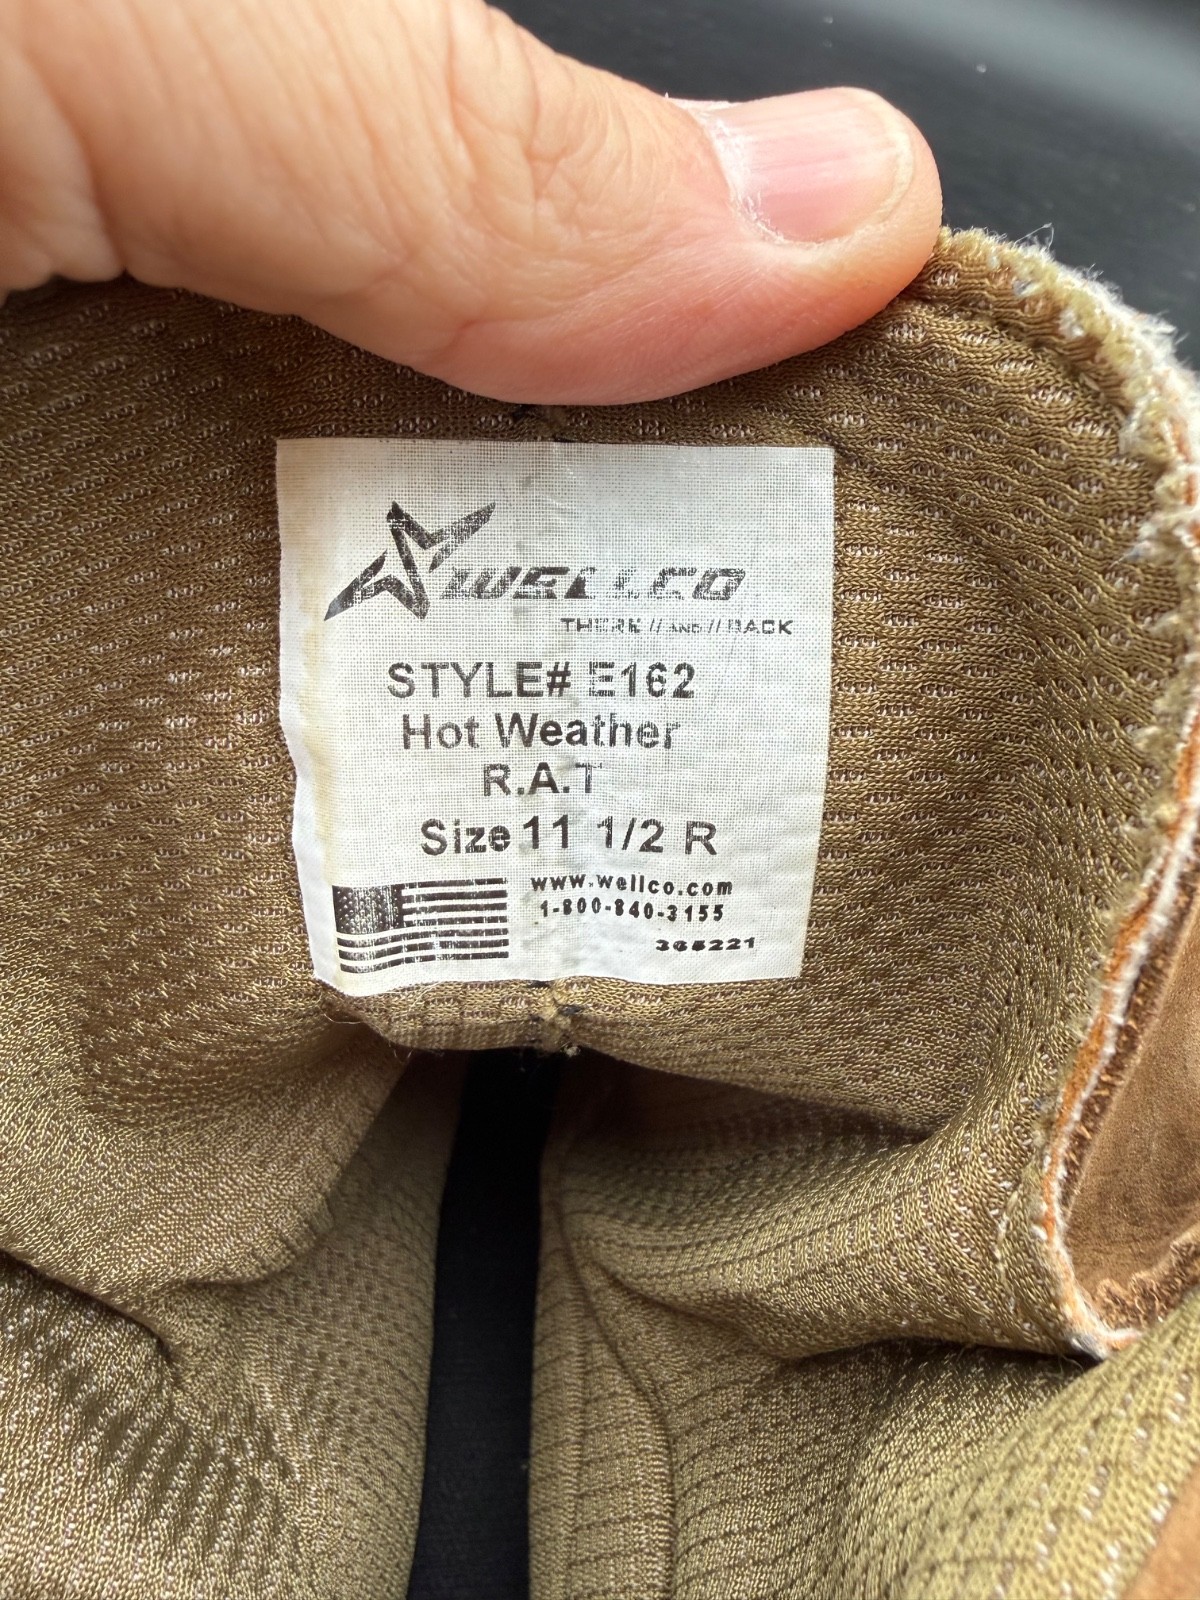 WELLCO
THERE // AND // BACK
STYLE# E162
Hot Weather
R.A.T
Size 11 1/2 R
www.wellco.com
1-800-840-3155